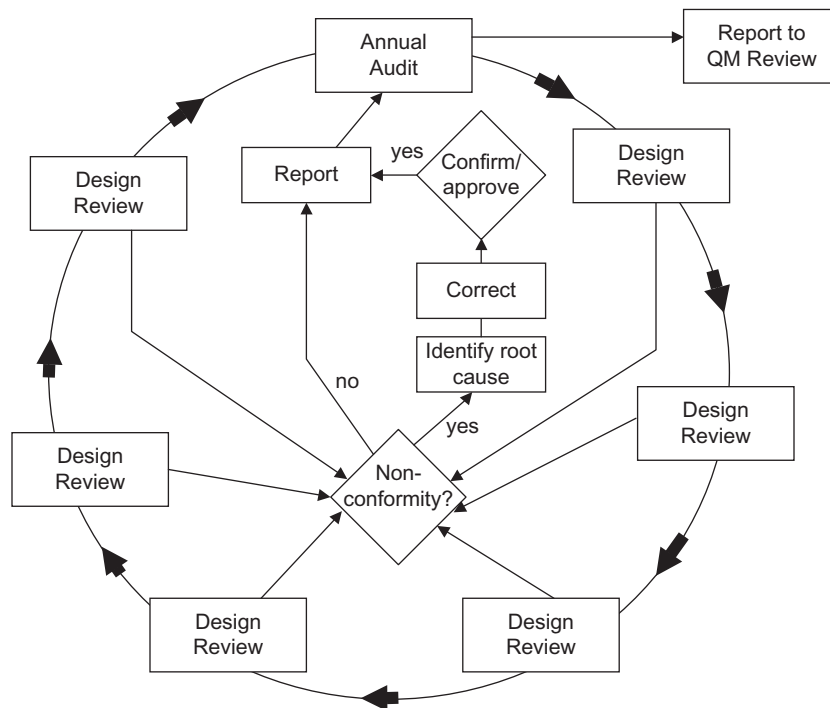 Annual
Audit
Report to
QM Review
Design
Review
Report
yes
Confirm/
approve
Design
Review
Correct
Identify root
cause
no
yes
Design
Review
Design
Review
Non-
conformity?
Design
Review
Design
Review